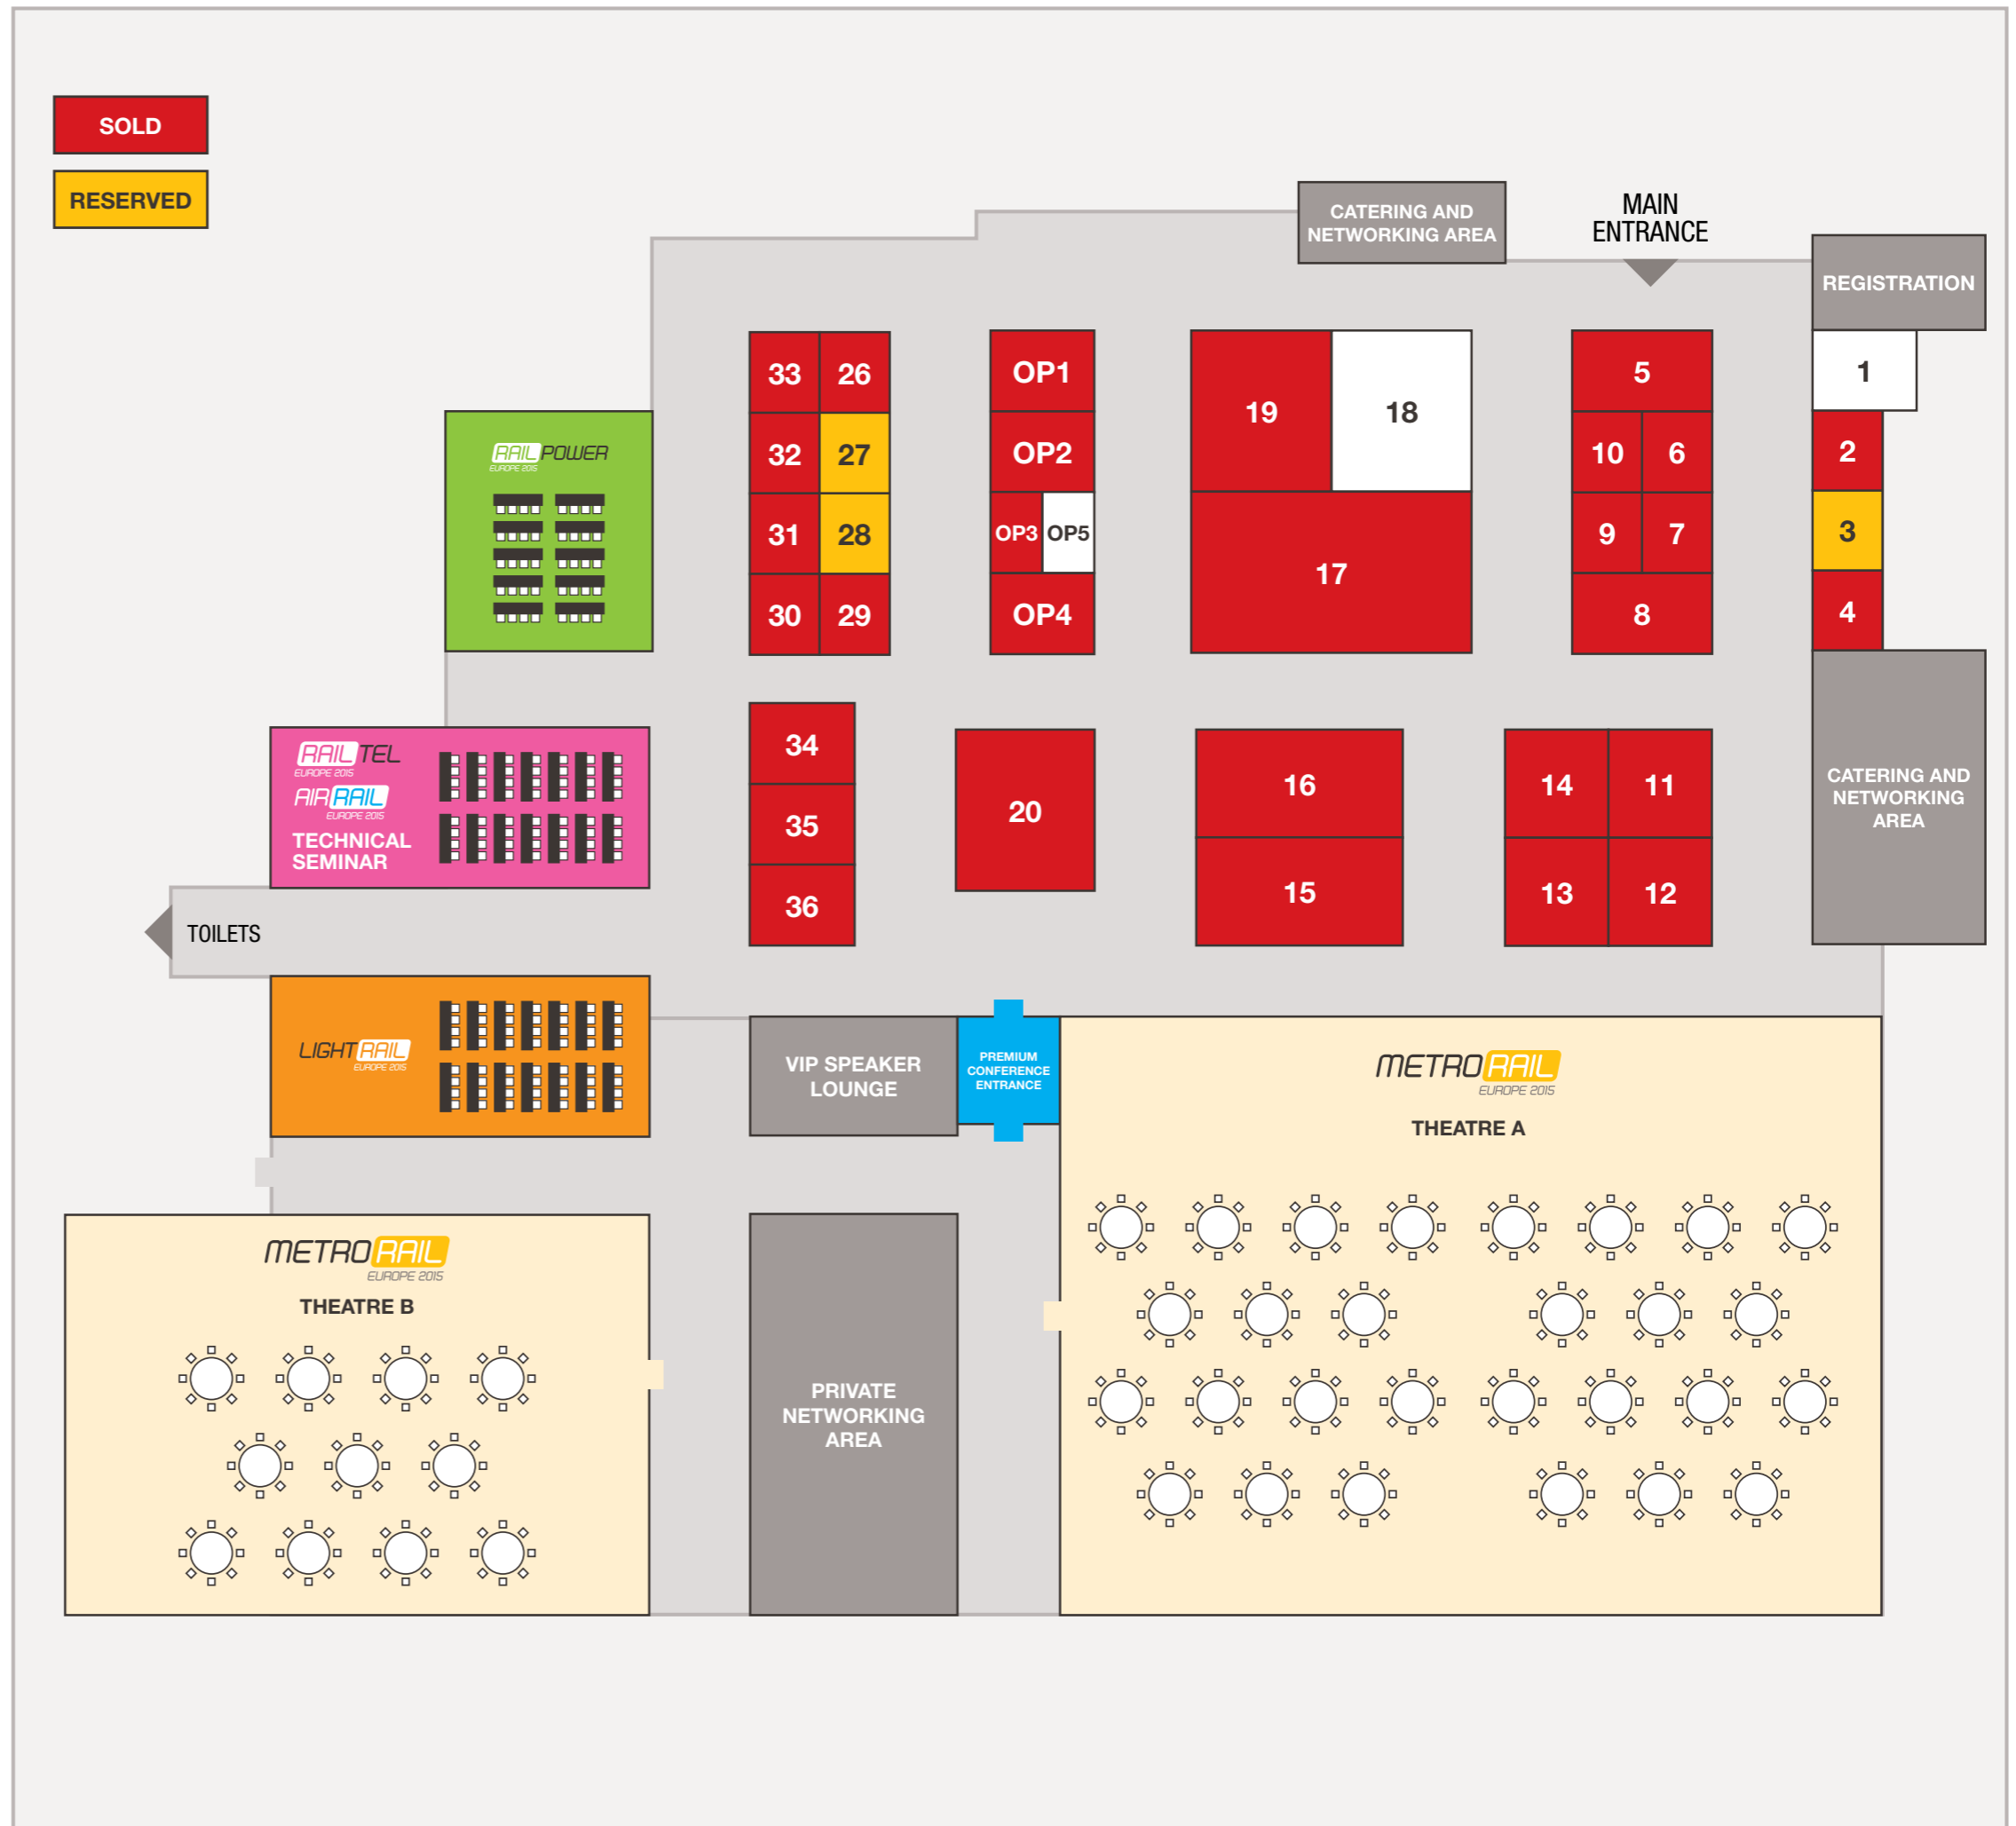 SOLD
RESERVED
CATERING AND
NETWORKING AREA
MAIN
ENTRANCE
REGISTRATION
33
26
32
27
31
28
30
29
OP1
OP2
OP3
OP5
OP4
19
18
17
5
10
6
9
7
8
1
2
3
4
RAIL POWER
EUROPE 2015
34
35
36
20
16
15
14
11
13
12
CATERING AND
NETWORKING
AREA
RAIL TEL
EUROPE 2015
AIR RAIL
EUROPE 2015
TECHNICAL
SEMINAR
TOILETS
LIGHT RAIL
EUROPE 2015
VIP SPEAKER
LOUNGE
PREMIUM
CONFERENCE
ENTRANCE
METRO RAIL
EUROPE 2015
THEATRE A
METRO RAIL
EUROPE 2015
THEATRE B
PRIVATE
NETWORKING
AREA